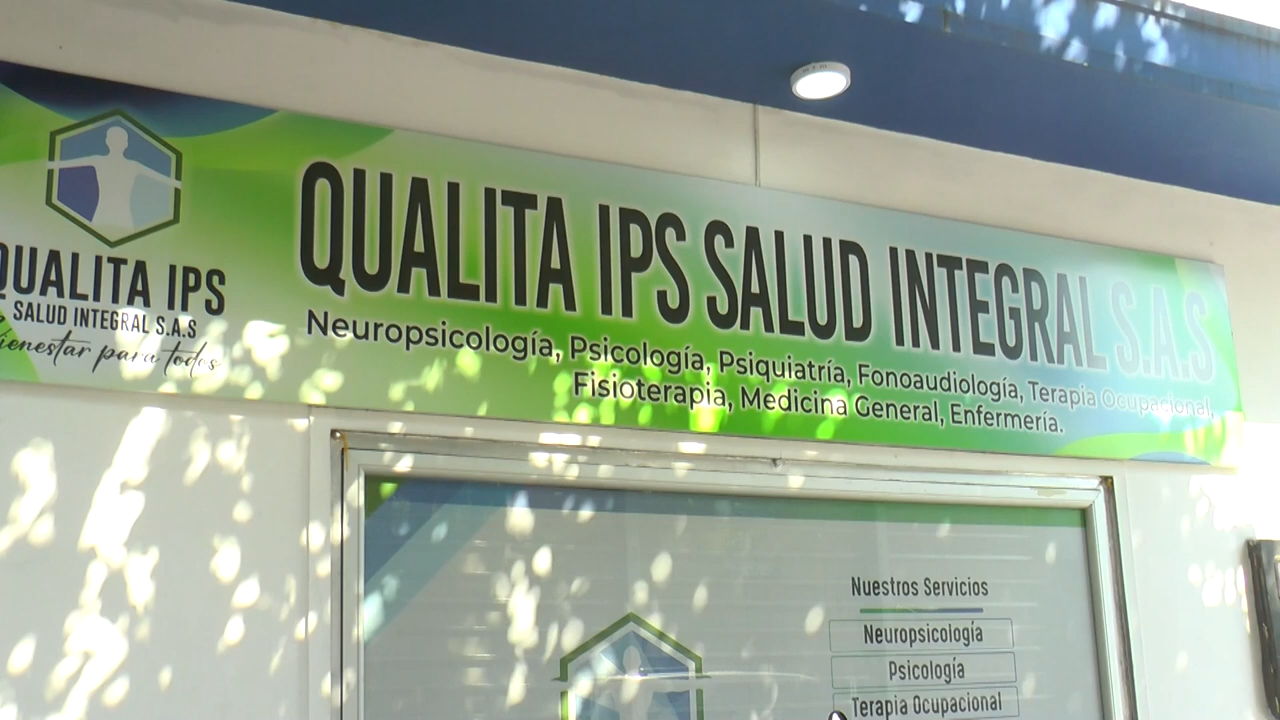 QUALITA IPS
SALUD INTEGRAL S.A.S
para todos
QUALITA IPS SALUD INTEGRAL S.A.S
Neuropsicología, Psicología, Psiquiatría, Fonoaudiología, Terapia Ocupacional,
Fisioterapia, Medicina General, Enfermería.
Nuestros Servicios
Neuropsicología
Psicología
Terapia Ocupacional